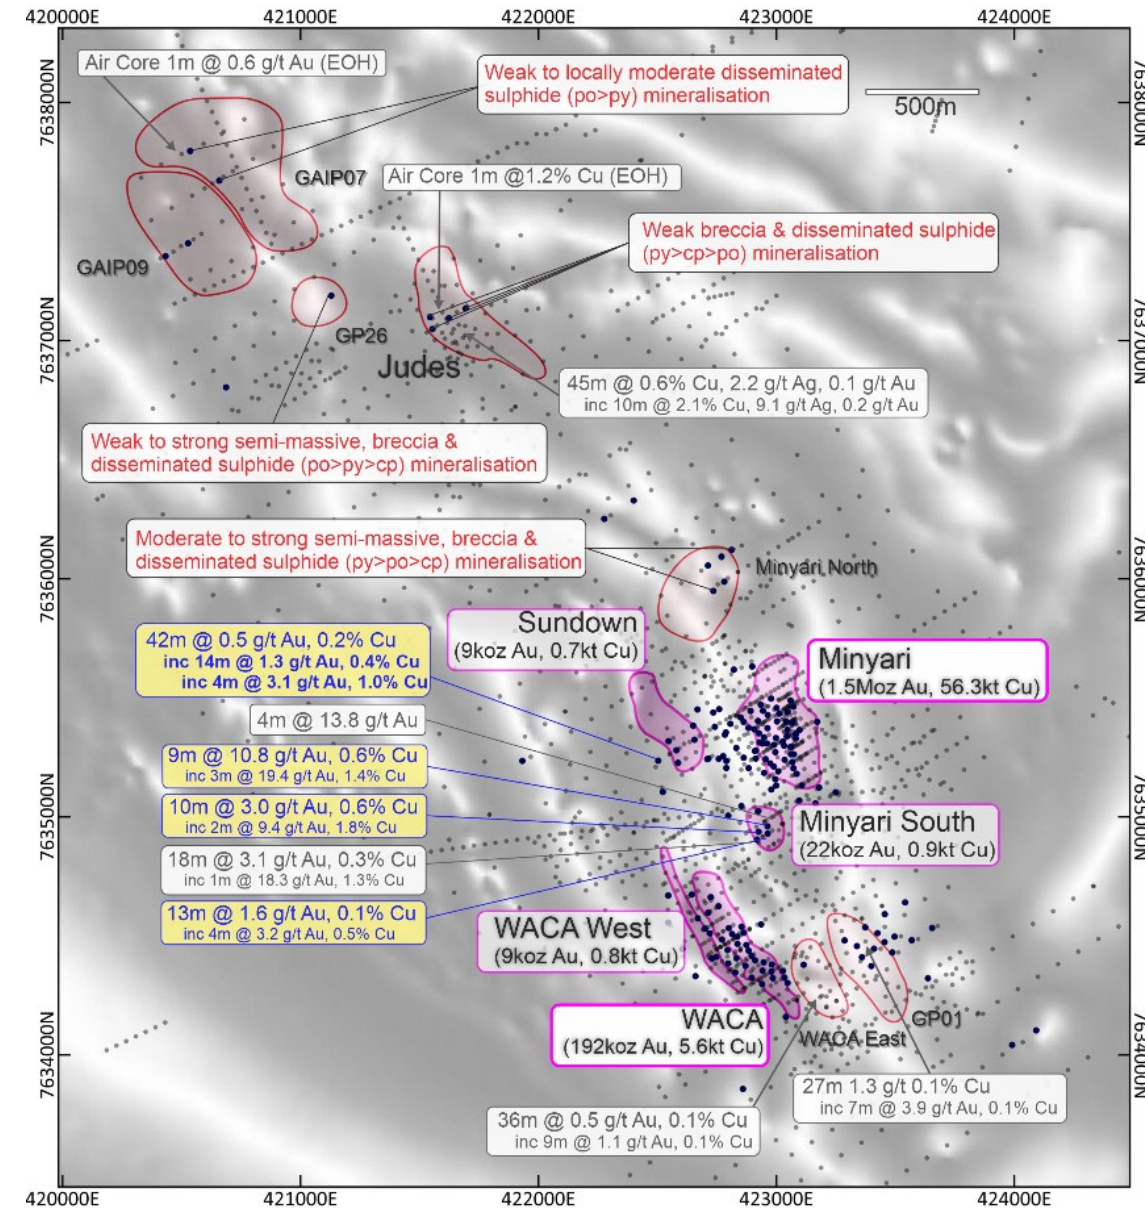 420000E
421000E
422000E
423000E
424000E
7638000N
7638000N
Air Core 1m @ 0.6 g/t Au (EOH)
Weak to locally moderate disseminated
sulphide (po>py) mineralisation
500m
GAIP07
Air Core 1m @1.2% Cu (EOH)
Weak breccia & disseminated sulphide
(py>cp>po) mineralisation
GAIP09
GP26
Judes
7637000N
7637000N
45m @ 0.6% Cu, 2.2 g/t Ag, 0.1 g/t Au
inc 10m @ 2.1% Cu, 9.1 g/t Ag, 0.2 g/t Au
Weak to strong semi-massive, breccia &
disseminated sulphide (po>py>cp) mineralisation
Moderate to strong semi-massive, breccia &
disseminated sulphide (py>po>cp) mineralisation
Minyari North
7636000N
7636000N
Sundown
(9koz Au, 0.7kt Cu)
Minyari
(1.5Moz Au, 56.3kt Cu)
42m @ 0.5 g/t Au, 0.2% Cu
inc 14m @ 1.3 g/t Au, 0.4% Cu
inc 4m @ 3.1 g/t Au, 1.0% Cu
4m @ 13.8 g/t Au
9m @ 10.8 g/t Au, 0.6% Cu
inc 3m @ 19.4 g/t Au, 1.4% Cu
10m @ 3.0 g/t Au, 0.6% Cu
inc 2m @ 9.4 g/t Au, 1.8% Cu
7635000N
7635000N
Minyari South
(22koz Au, 0.9kt Cu)
18m @ 3.1 g/t Au, 0.3% Cu
inc 1m @ 18.3 g/t Au, 1.3% Cu
13m @ 1.6 g/t Au, 0.1% Cu
inc 4m @ 3.2 g/t Au, 0.5% Cu
WACA West
(9koz Au, 0.8kt Cu)
WACA
(192koz Au, 5.6kt Cu)
GP01
WACA East
7634000N
7634000N
27m 1.3 g/t 0.1% Cu
inc 7m @ 3.9 g/t Au, 0.1% Cu
36m @ 0.5 g/t Au, 0.1% Cu
inc 9m @ 1.1 g/t Au, 0.1% Cu
420000E
421000E
422000E
423000E
424000E